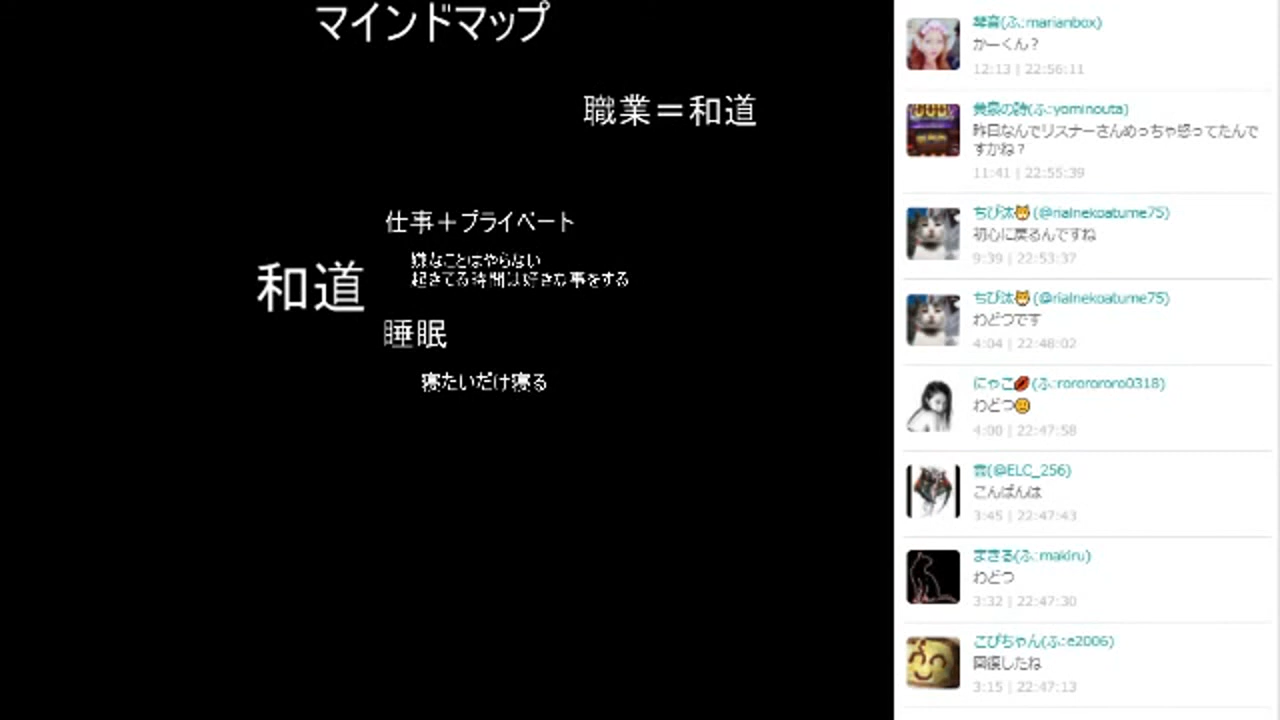 マインドマップ
職業＝和道
仕事＋プライベート
嫌なことはやらない
起きてる時間は好きな事をする
和道
睡眠
寝たいだけ寝る
琴音(ふ:marianbox)
かーくん？
12:13 | 22:56:11
黄泉の詩(ふ:yominouta)
昨日なんでリスナーさんめっちゃ怒ってたんで
すかね？
11:41 | 22:55:39
ちび汰🐱(@rialnekoatume75)
初心に戻るんですね
9:39 | 22:53:37
ちび汰🐱(@rialnekoatume75)
わどつです
4:04 | 22:48:02
にゃこ💋(ふ:rororororo0318)
わどつ🙁
4:00 | 22:47:58
(@ELC_256)
こんばんは
3:45 | 22:47:43
まきる(ふ:makiru)
わどつ
3:32 | 22:47:30
こぴちゃん(ふ:e2006)
回復したね
3:15 | 22:47:13